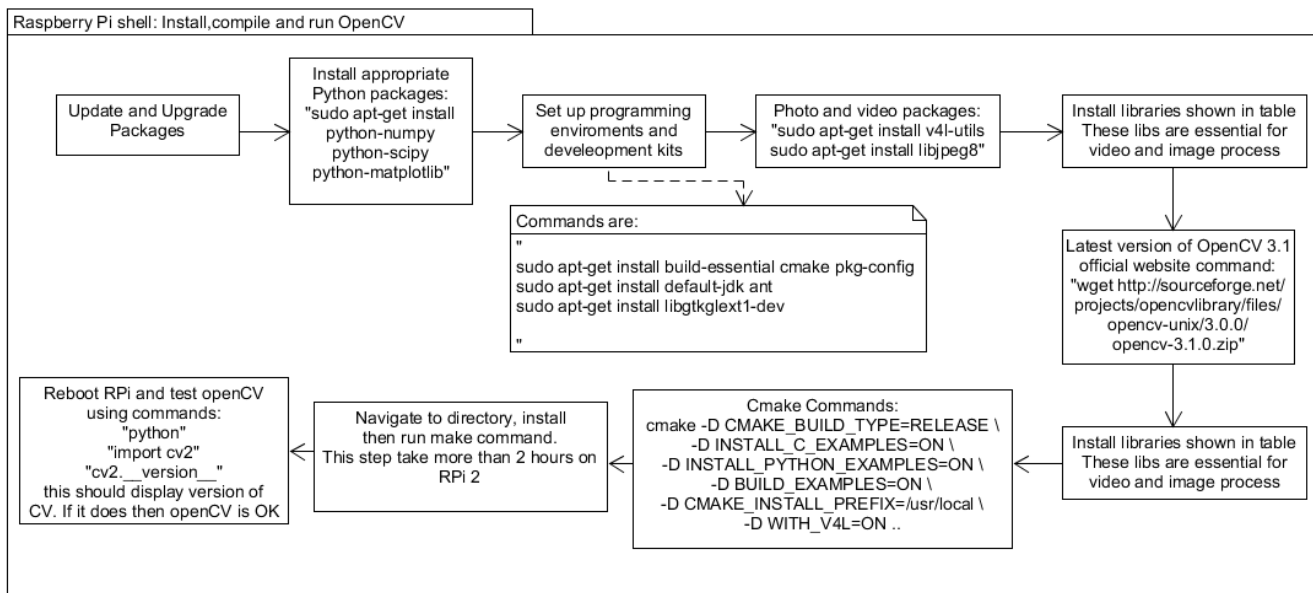 Raspberry Pi shell: Install,compile and run OpenCV
Update and Upgrade
Packages
Install appropriate
Python packages:
"sudo apt-get install
python-numpy
python-scipy
python-matplotlib"
Set up programming
enviroments and
develeopment kits
Photo and video packages:
"sudo apt-get install v4l-utils
sudo apt-get install libjpeg8"
Install libraries shown in table
These libs are essential for
video and image process
Commands are:
"
sudo apt-get install build-essential cmake pkg-config
sudo apt-get install default-jdk ant
sudo apt-get install libgtkglext1-dev
"
Latest version of OpenCV 3.1
official website command:
"wget http://sourceforge.net/
projects/opencvlibrary/files/
opencv-unix/3.0.0/
opencv-3.1.0.zip"
Install libraries shown in table
These libs are essential for
video and image process
Cmake Commands:
cmake -D CMAKE_BUILD_TYPE=RELEASE \
-D INSTALL_C_EXAMPLES=ON \
-D INSTALL_PYTHON_EXAMPLES=ON \
-D BUILD_EXAMPLES=ON \
-D CMAKE_INSTALL_PREFIX=/usr/local \
-D WITH_V4L=ON ..
Navigate to directory, install
then run make command.
This step take more than 2 hours on
RPi 2
Reboot RPi and test openCV
using commands:
"python"
"import cv2"
"cv2.__version__"
this should display version of
CV. If it does then openCV is OK